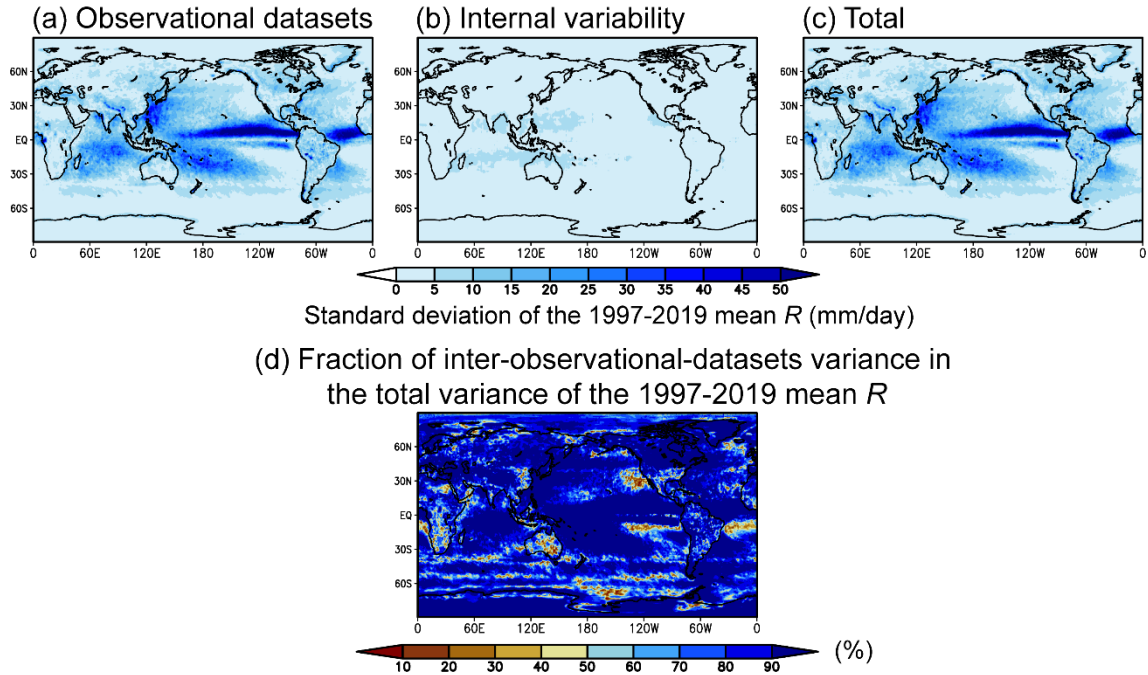 (a) Observational datasets (b) Internal variability (c) Total
60N 60N 60N
30N 30N 30N
EQ EQ EQ
30S 30S 30S
60S 60S 60S
0 60E 120E 180 120W 60W 0 0 60E 120E 180 120W 60W 0 0 60E 120E 180 120W 60W 0
0 5 10 15 20 25 30 35 40 45 50
Standard deviation of the 1997-2019 mean R (mm/day)
(d) Fraction of inter-observational-datasets variance in
the total variance of the 1997-2019 mean R
60N
30N
EQ
30S
60S
0 60E 120E 180 120W 60W 0
10 20 30 40 50 60 70 80 90 (%)